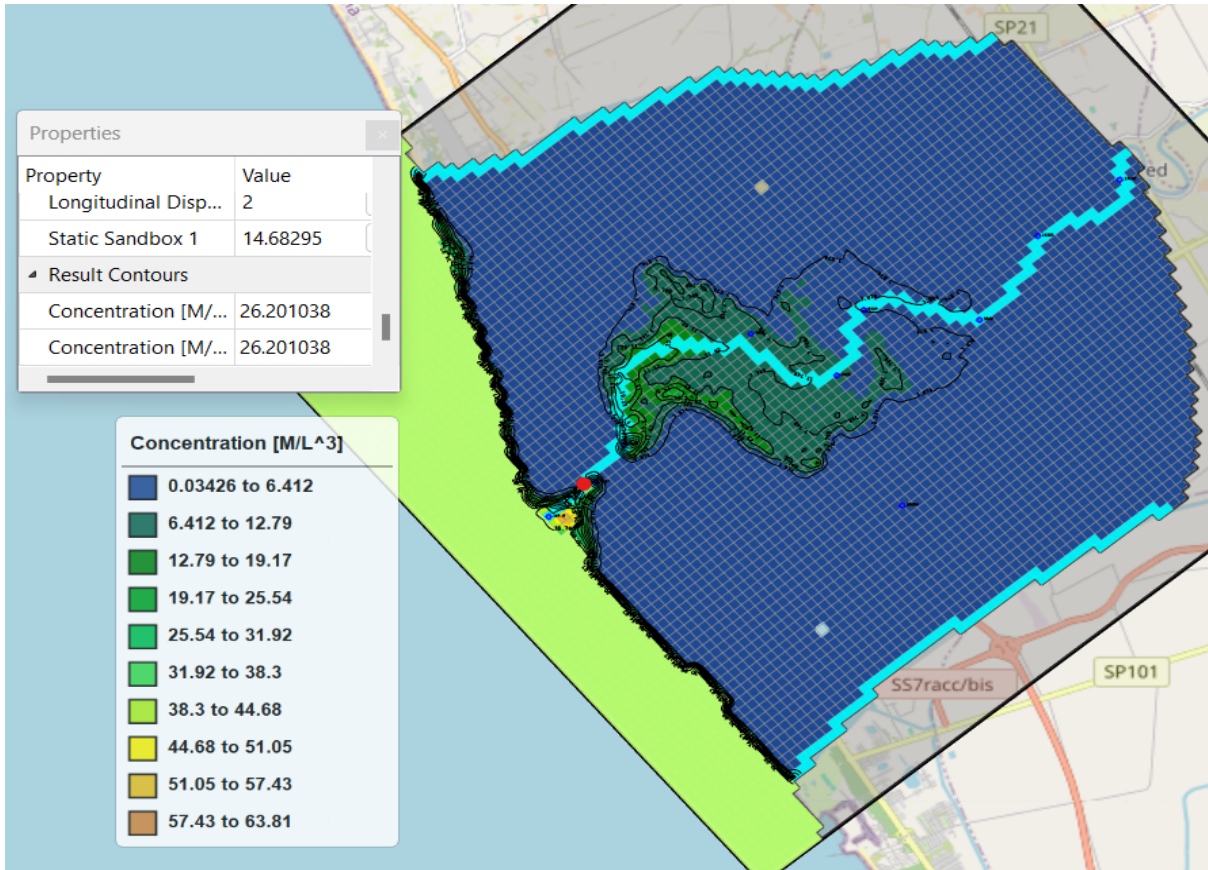 SP21
Properties
Property Value
Longitudinal Disp... 2
Static Sandbox 1 14.68295
Result Contours
Concentration [M/... 26.201038
Concentration [M/... 26.201038
ed
Concentration [M/L^3]
0.03426 to 6.412
6.412 to 12.79
12.79 to 19.17
19.17 to 25.54
25.54 to 31.92
31.92 to 38.3
38.3 to 44.68
44.68 to 51.05
51.05 to 57.43
57.43 to 63.81
SP101
SS7racc/bis